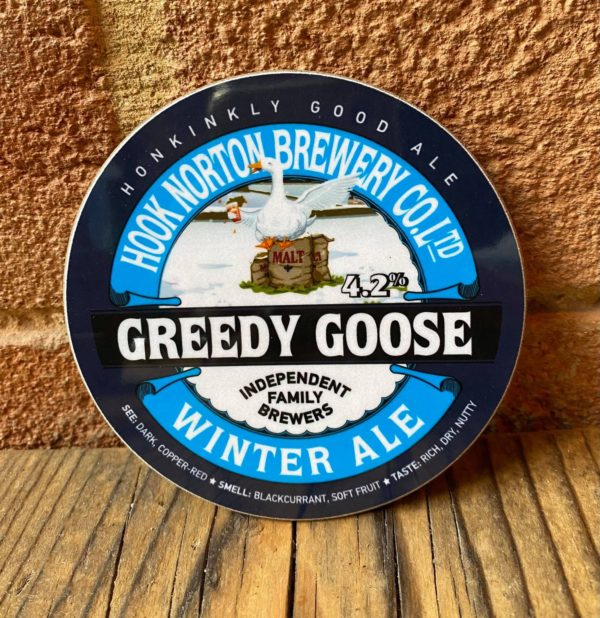 HONKINKLY GOOD ALE
HOOK NORTON BREWERY CO. LTD
MALT
4.2%
GREEDY GOOSE
INDEPENDENT
FAMILY
BREWERS
WINTER ALE
SEE: DARK, COPPER-RED ★ SMELL: BLACKCURRANT, SOFT FRUIT ★ TASTE: RICH, DRY, NUTTY